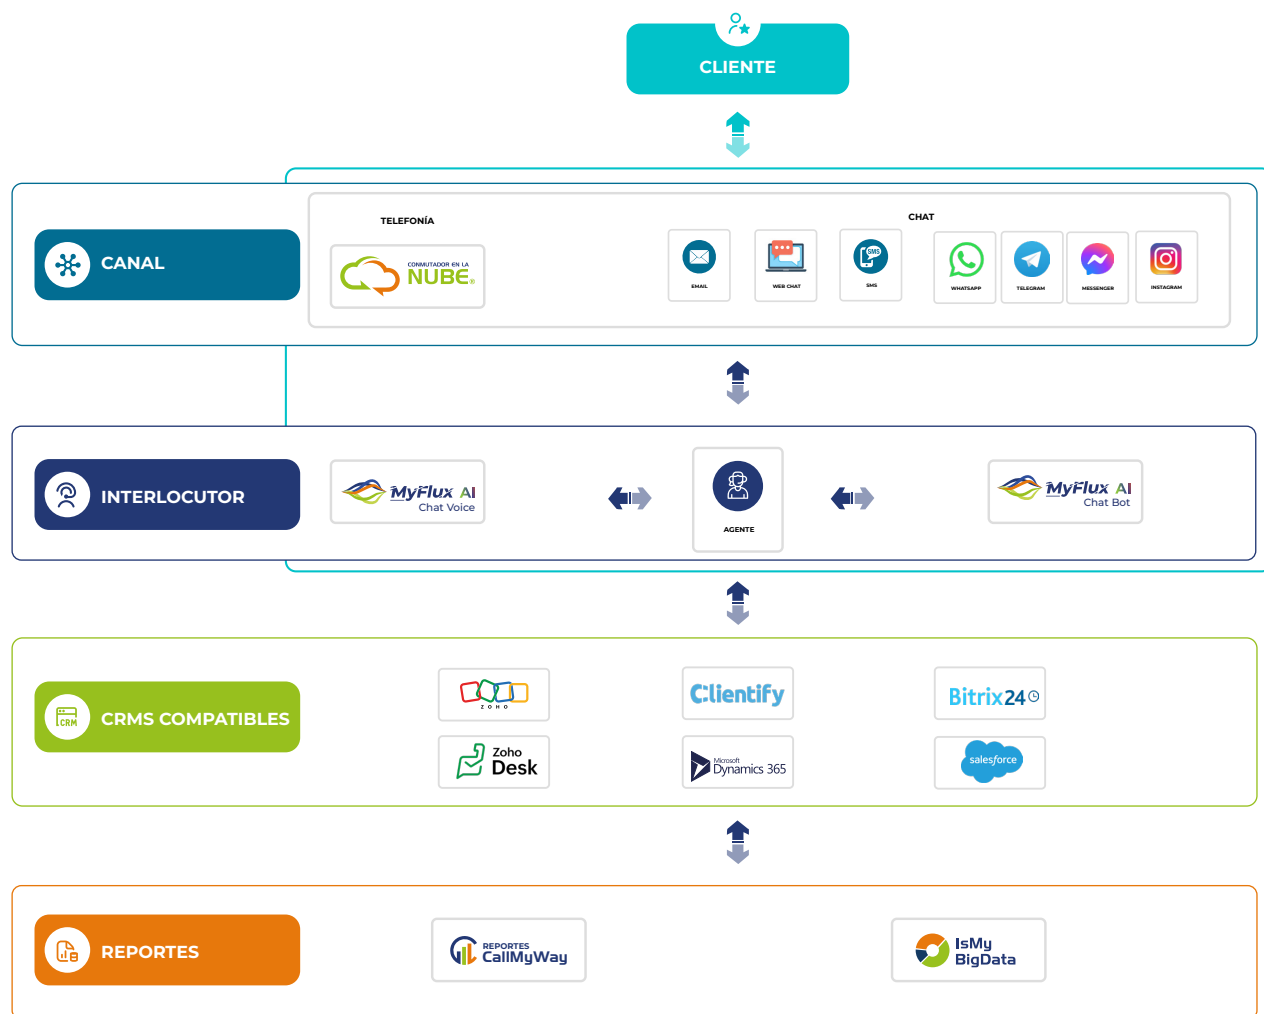 CLIENTE
CANAL
TELEFONÍA
CONMUTADOR EN LA
NUBE®
CHAT
EMAIL
WEB CHAT
SMS
SMS
WHATSAPP
TELEGRAM
MESSENGER
INSTAGRAM
INTERLOCUTOR
MyFlux AI
Chat Voice
AGENTE
MyFlux AI
Chat Bot
CRM
CRMS COMPATIBLES
ZOHO
Clientify
Bitrix24
Zoho
Desk
Microsoft
Dynamics 365
salesforce
REPORTES
REPORTES
CallMyWay
IsMy
BigData